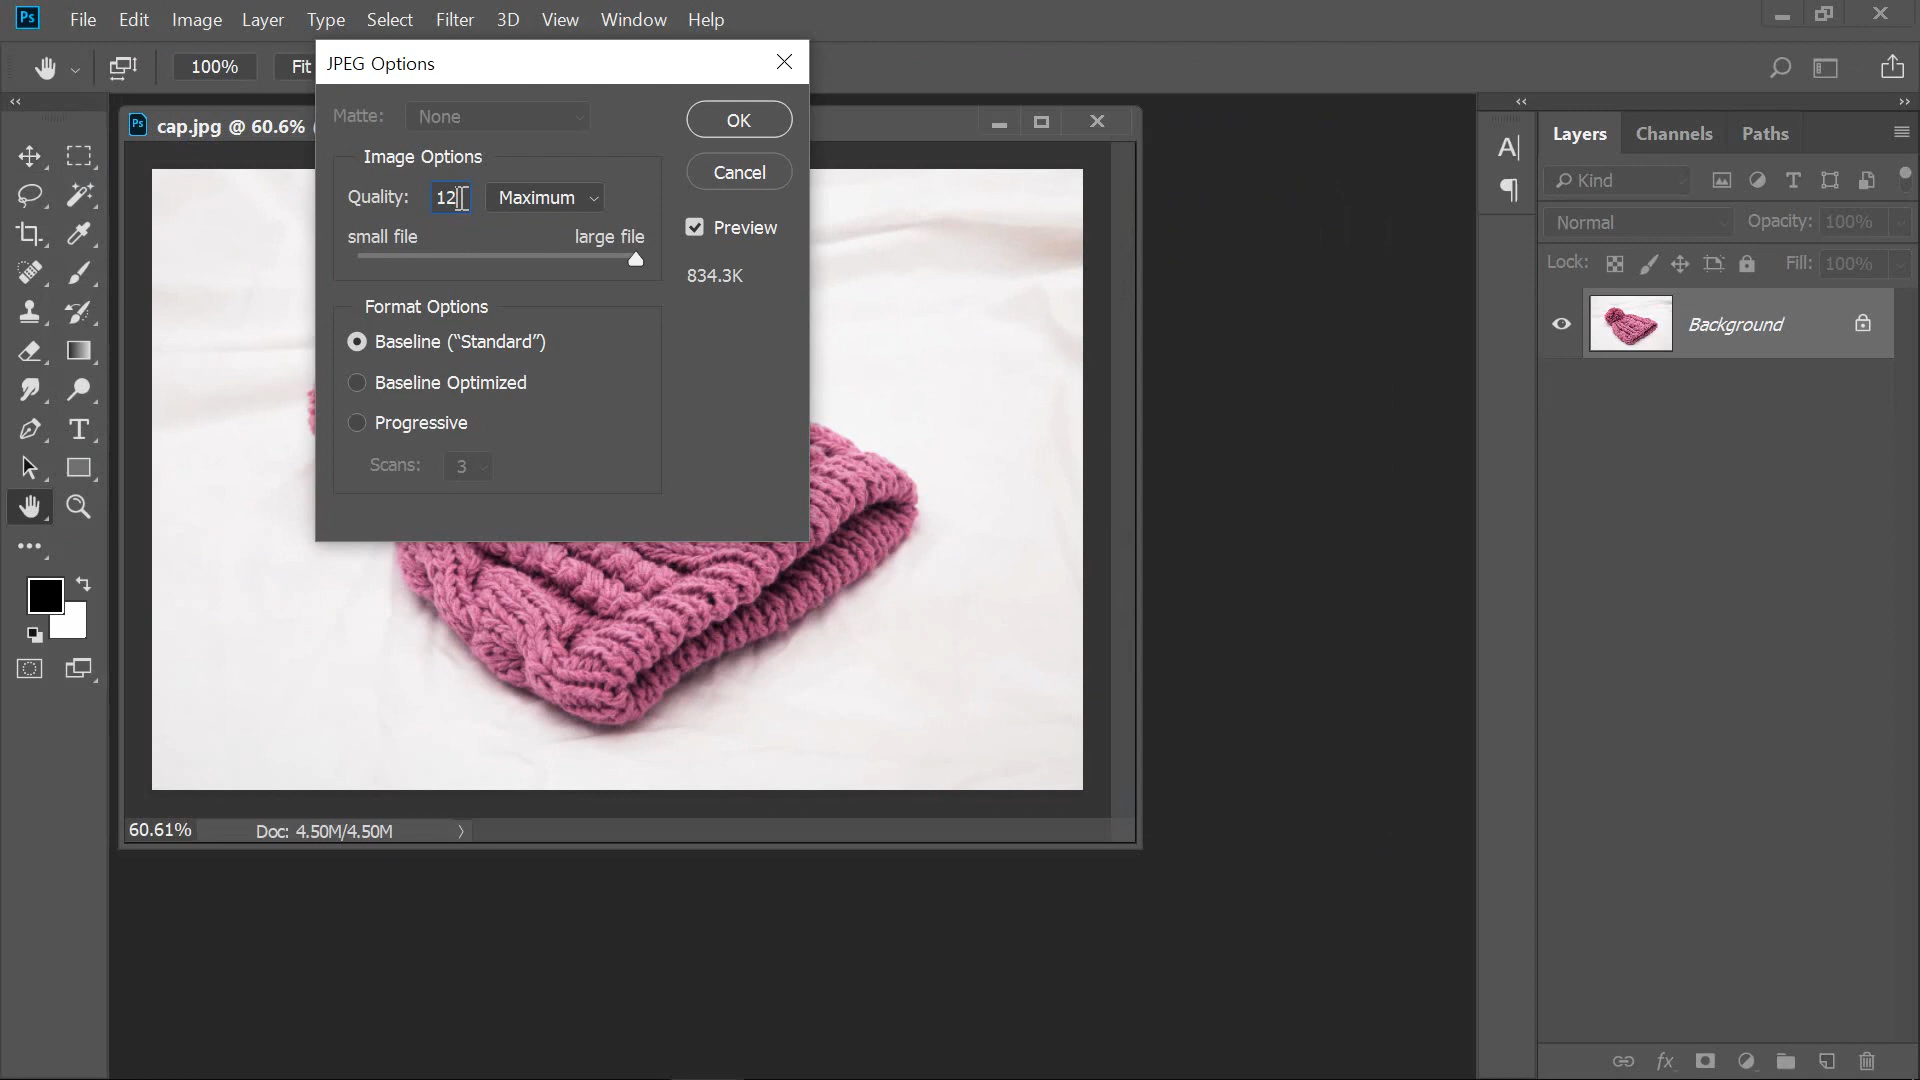 Ps File Edit Image Layer Type Select Filter 3D View Window Help
100% Fit
JPEG Options
Matte: None
OK
Image Options
Quality: 12 Maximum
Cancel
small file large file
Preview
834.3K
Format Options
Baseline (“Standard”)
Baseline Optimized
Progressive
Scans: 3
Ps cap.jpg @ 60.6%
60.61% Doc: 4.50M/4.50M
Layers Channels Paths
Kind
Normal Opacity: 100%
Lock: Fill: 100%
Background